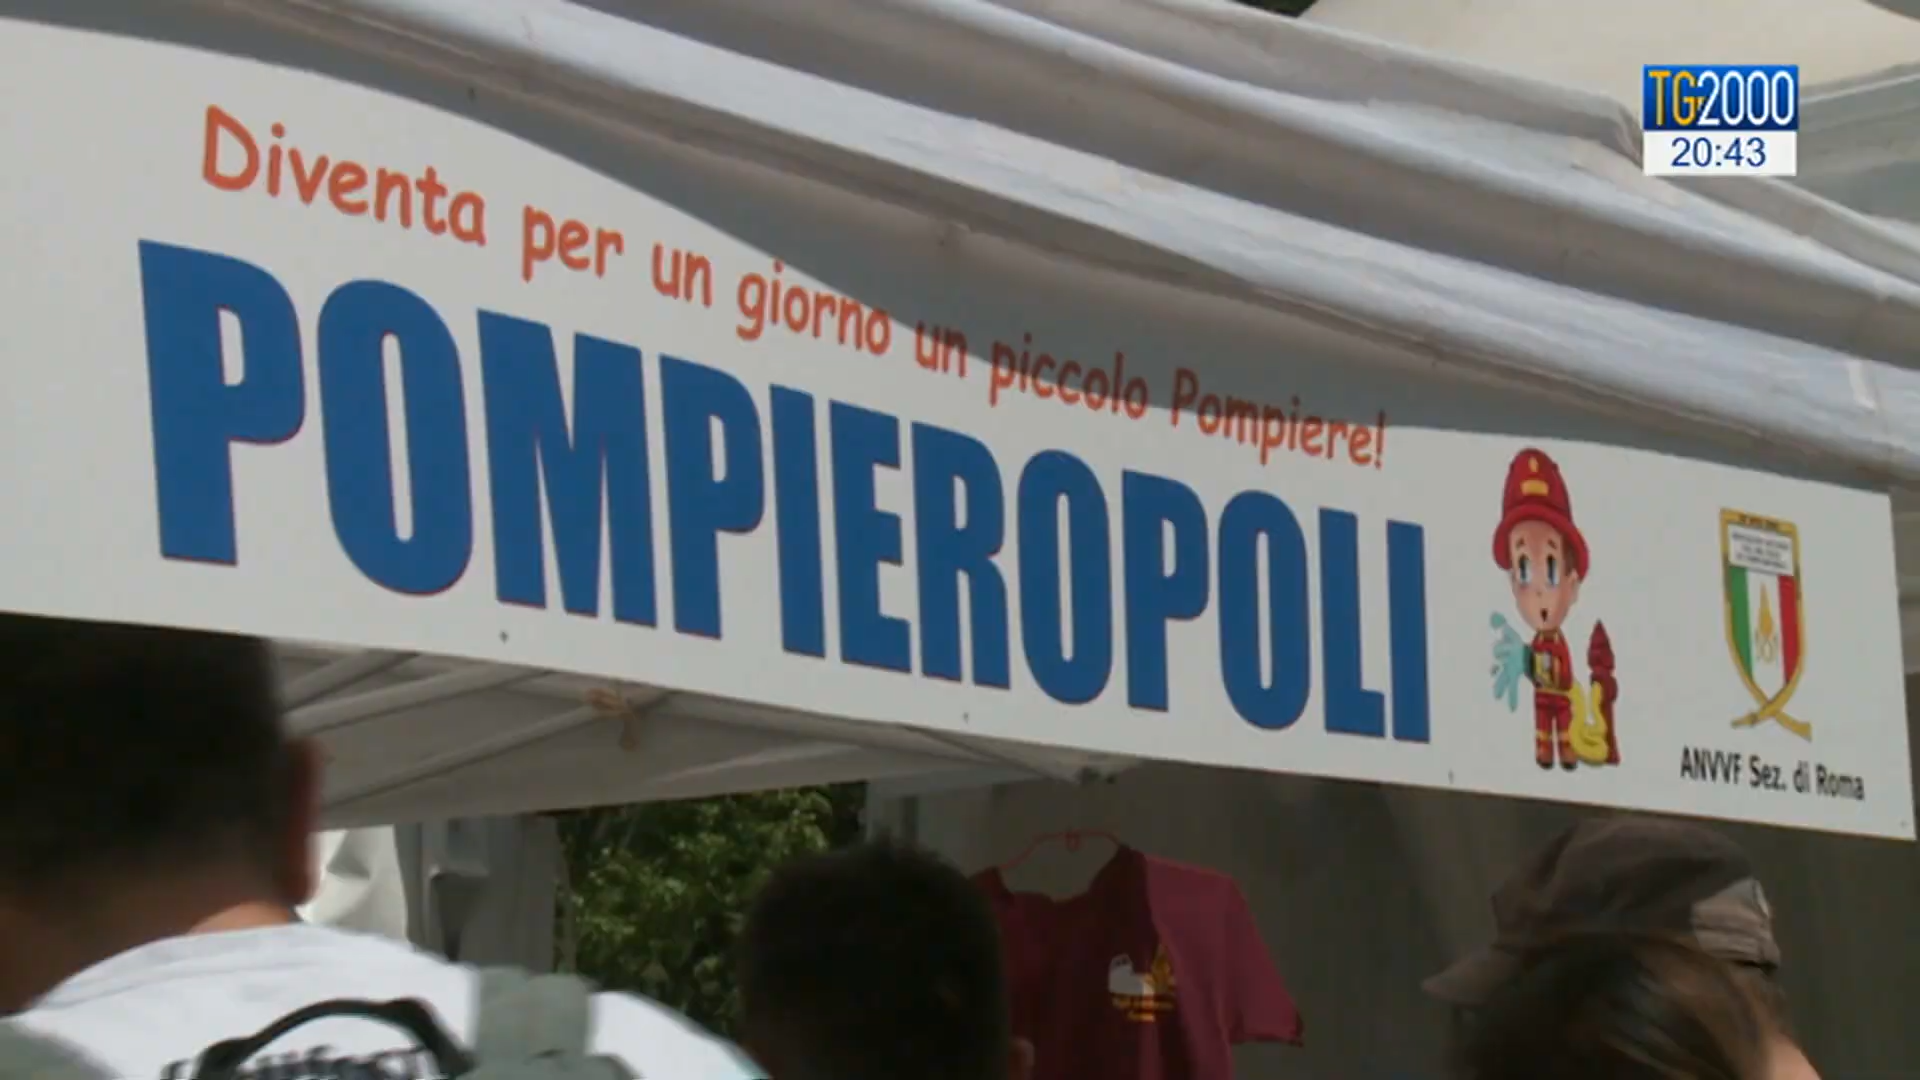 TG2000
20:43
Diventa per un giorno un piccolo Pompiere!
POMPIEROPOLI
ANVVF Sez. di Roma